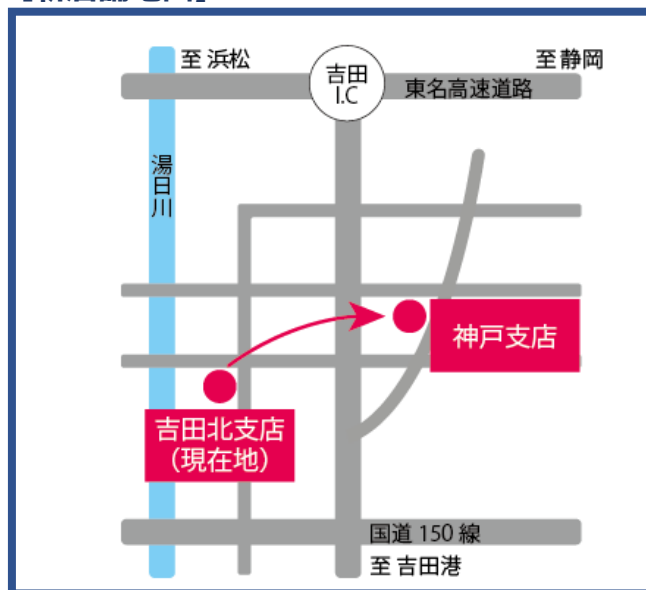 至 浜松
吉田
I.C
至 静岡
東名高速道路
湯日川
神戸支店
吉田北支店
（現在地）
国道 150 線
至 吉田港